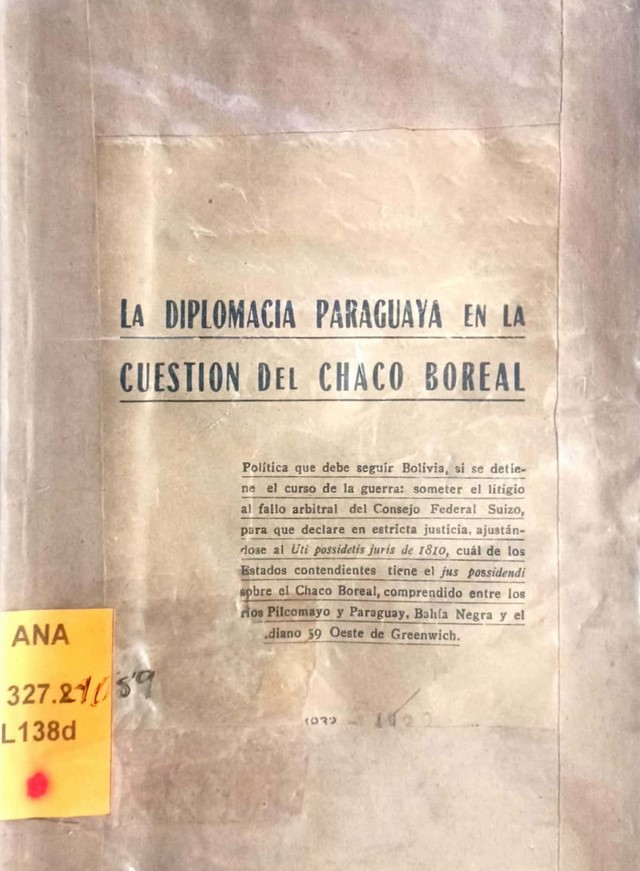 LA DIPLOMACIA PARAGUAYA EN LA
CUESTION DEL CHACO BOREAL
Política que debe seguir Bolivia, si se detie-
ne el curso de la guerra: someter el litigio
al fallo arbitral del Consejo Federal Suizo,
para que declare en estricta justicia, ajustán-
dose al Uti possidetis juris de 1810, cuál de los
Estados contendientes tiene el jus possidendi
sobre el Chaco Boreal, comprendido entre los
ríos Pilcomayo y Paraguay, Bahía Negra y el
diano 59 Oeste de Greenwich.
ANA
327.2
L138d